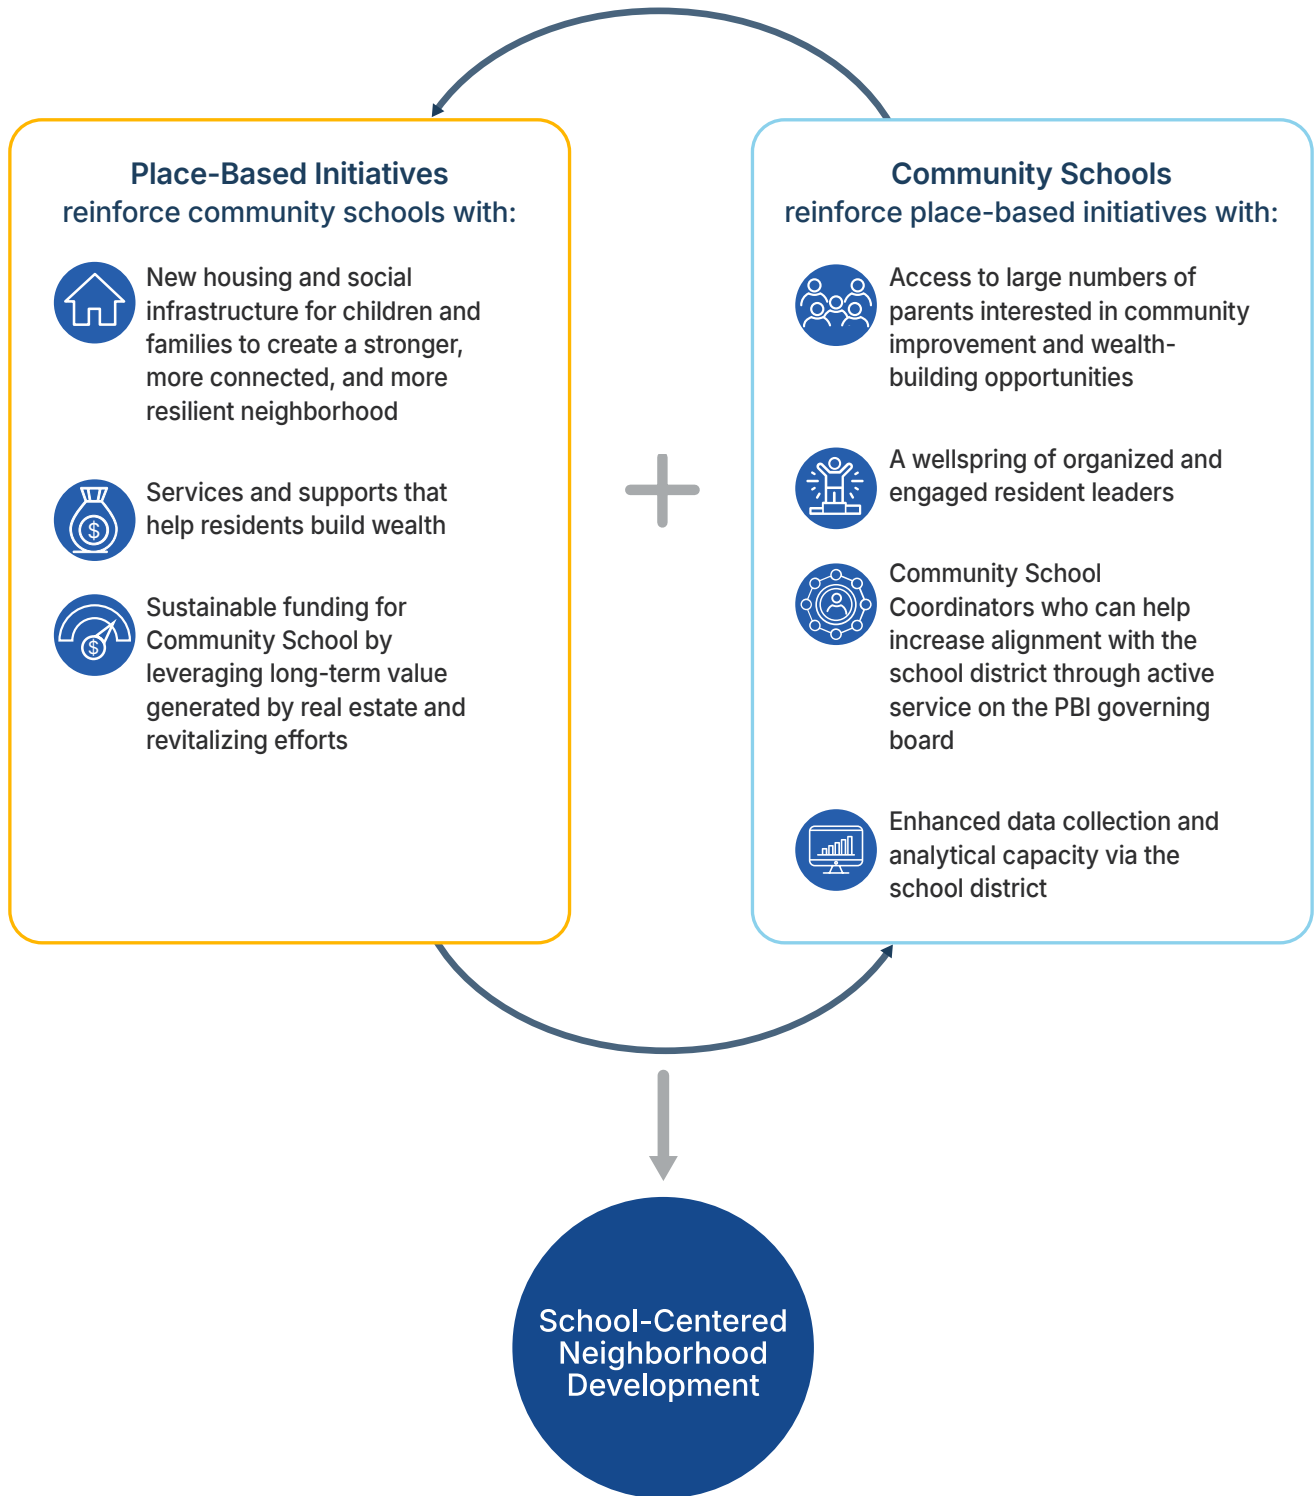 Place-Based Initiatives
reinforce community schools with:
New housing and social
infrastructure for children and
families to create a stronger,
more connected, and more
resilient neighborhood
$
Services and supports that
help residents build wealth
$
Sustainable funding for
Community School by
leveraging long-term value
generated by real estate and
revitalizing efforts
Community Schools
reinforce place-based initiatives with:
Access to large numbers of
parents interested in community
improvement and wealth-
building opportunities
A wellspring of organized and
engaged resident leaders
Community School
Coordinators who can help
increase alignment with the
school district through active
service on the PBI governing
board
Enhanced data collection and
analytical capacity via the
school district
School-Centered
Neighborhood
Development